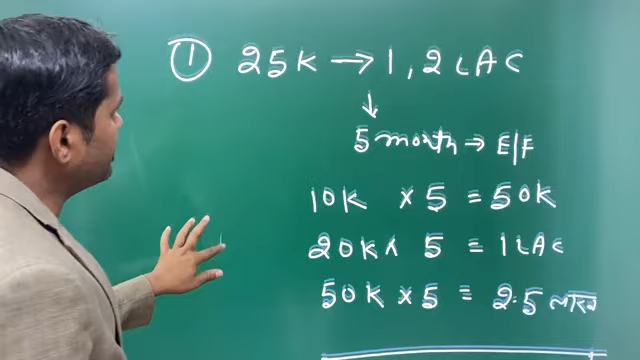 ① 25K → 1,2 LAC
↓
5 month → E/F
10K × 5 = 50K
20K × 5 = 1 LAC
50K × 5 = 2.5